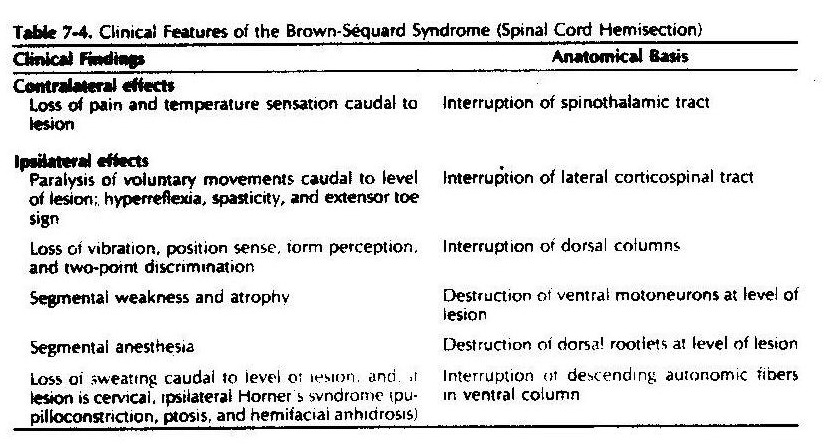 Table 7-4. Clinical Features of the Brown-Séquard Syndrome (Spinal Cord Hemisection)
Clinical Findings Anatomical Basis
Contralateral effects
Loss of pain and temperature sensation caudal to Interruption of spinothalamic tract
lesion
Ipsilateral effects
Paralysis of voluntary movements caudal to level Interruption of lateral corticospinal tract
of lesion; hyperreflexia, spasticity, and extensor toe
sign
Loss of vibration, position sense, form perception, Interruption of dorsal columns
and two-point discrimination
Segmental weakness and atrophy Destruction of ventral motoneurons at level of
lesion
Segmental anesthesia Destruction of dorsal rootlets at level of lesion
Loss of sweating caudal to level of lesion, and, if Interruption of descending autonomic fibers
lesion is cervical, ipsilateral Horner's syndrome (pu- in ventral column
pilloconstriction, ptosis, and hemifacial anhidrosis)